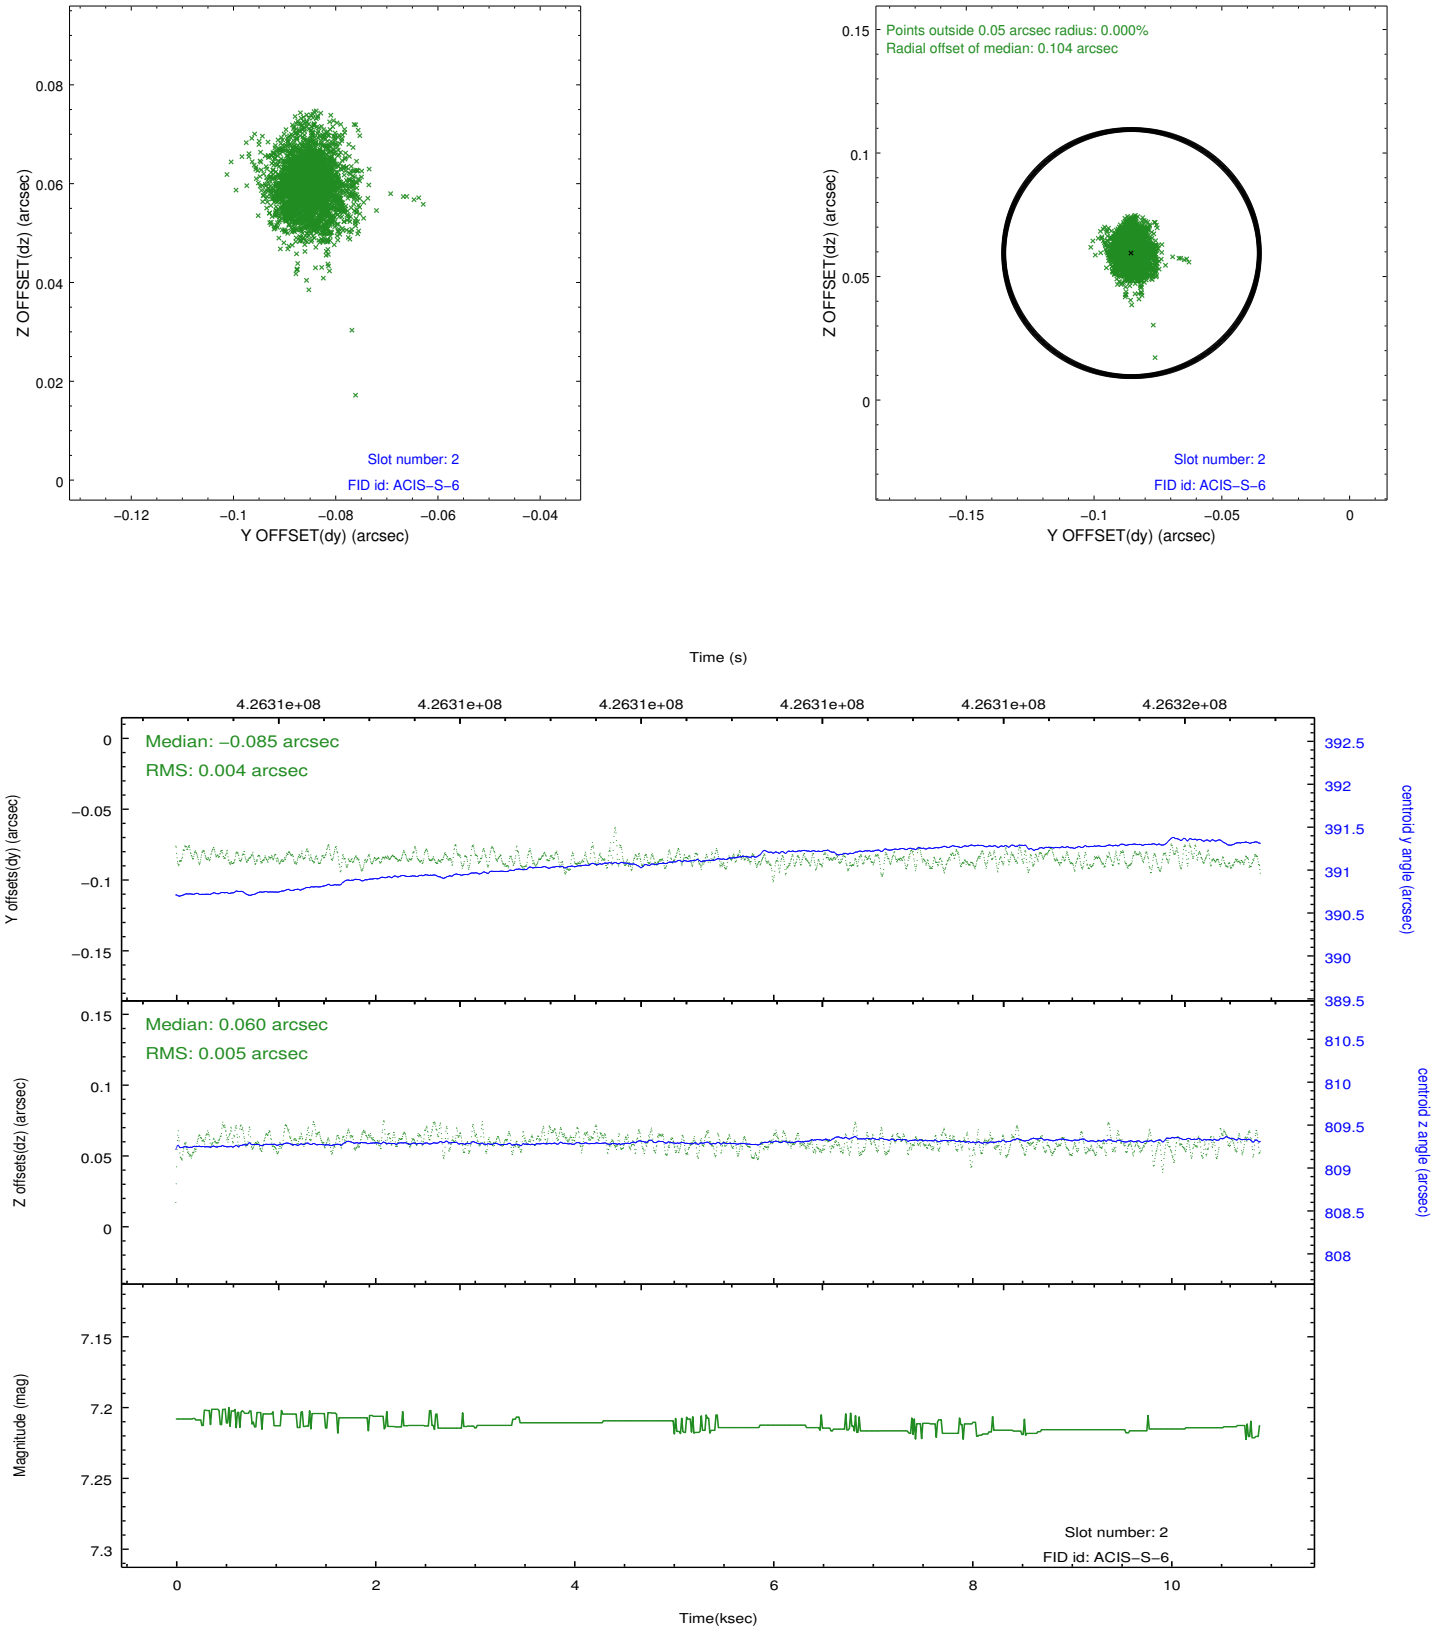 0.08
0.06
0.04
0.02
0
Z OFFSET(dz) (arcsec)
Slot number: 2
FID id: ACIS−S−6
−0.12
−0.1
−0.08
−0.06
−0.04
Y OFFSET(dy) (arcsec)
Points outside 0.05 arcsec radius: 0.000%
Radial offset of median: 0.104 arcsec
0.15
0.1
0.05
0
Z OFFSET(dz) (arcsec)
Slot number: 2
FID id: ACIS−S−6
−0.15
−0.1
−0.05
0
Y OFFSET(dy) (arcsec)
Time (s)
4.2631e+08
4.2631e+08
4.2631e+08
4.2631e+08
4.2631e+08
4.2632e+08
Median: −0.085 arcsec
RMS: 0.004 arcsec
0
−0.05
−0.1
−0.15
Y offsets(dy) (arcsec)
392.5
392
391.5
391
390.5
390
389.5
centroid y angle (arcsec)
Median: 0.060 arcsec
RMS: 0.005 arcsec
0.15
0.1
0.05
0
Z offsets(dz) (arcsec)
810.5
810
809.5
809
808.5
808
centroid z angle (arcsec)
7.15
7.2
7.25
7.3
Magnitude (mag)
Slot number: 2
FID id: ACIS−S−6
0
2
4
6
8
10
Time(ksec)